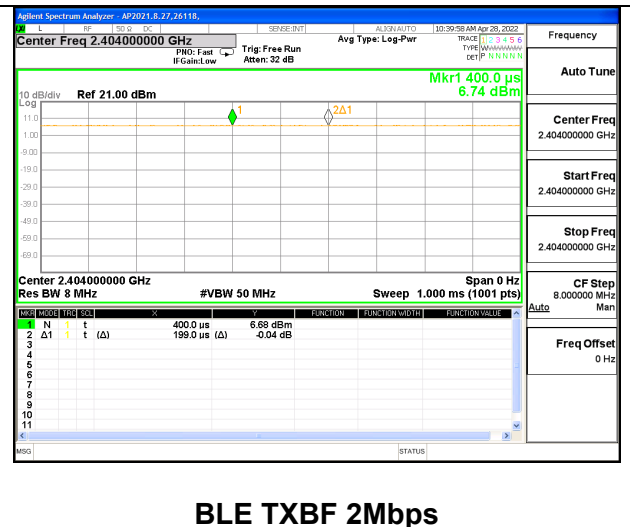 Agilent Spectrum Analyzer - AP2021.8.27,26118,
L RF 50 Ω DC SENSE:INT ALIGN AUTO 10:39:58 AM Apr 28, 2022
Center Freq 2.404000000 GHz
PNO: Fast
IFGain:Low
Trig: Free Run
Atten: 32 dB
Avg Type: Log-Pwr
TRACE 1 2 3 4 5 6
TYPE
DET P N N N N N
Mkr1 400.0 µs
6.74 dBm
10 dB/div Ref 21.00 dBm
Log
11.0
1.00
-9.00
-19.0
-29.0
-39.0
-49.0
-59.0
-69.0
1
2Δ1
Center 2.404000000 GHz Span 0 Hz
Res BW 8 MHz #VBW 50 MHz Sweep 1.000 ms (1001 pts)
MKR MODE TRC SCL X Y FUNCTION FUNCTION WIDTH FUNCTION VALUE
1 N 1 t 400.0 µs 6.68 dBm
2 Δ1 1 t (Δ) 199.0 µs (Δ) -0.04 dB
3
4
5
6
7
8
9
10
11
MSG STATUS
Frequency
Auto Tune
Center Freq
2.404000000 GHz
Start Freq
2.404000000 GHz
Stop Freq
2.404000000 GHz
CF Step
8.000000 MHz
Auto Man
Freq Offset
0 Hz
BLE TXBF 2Mbps